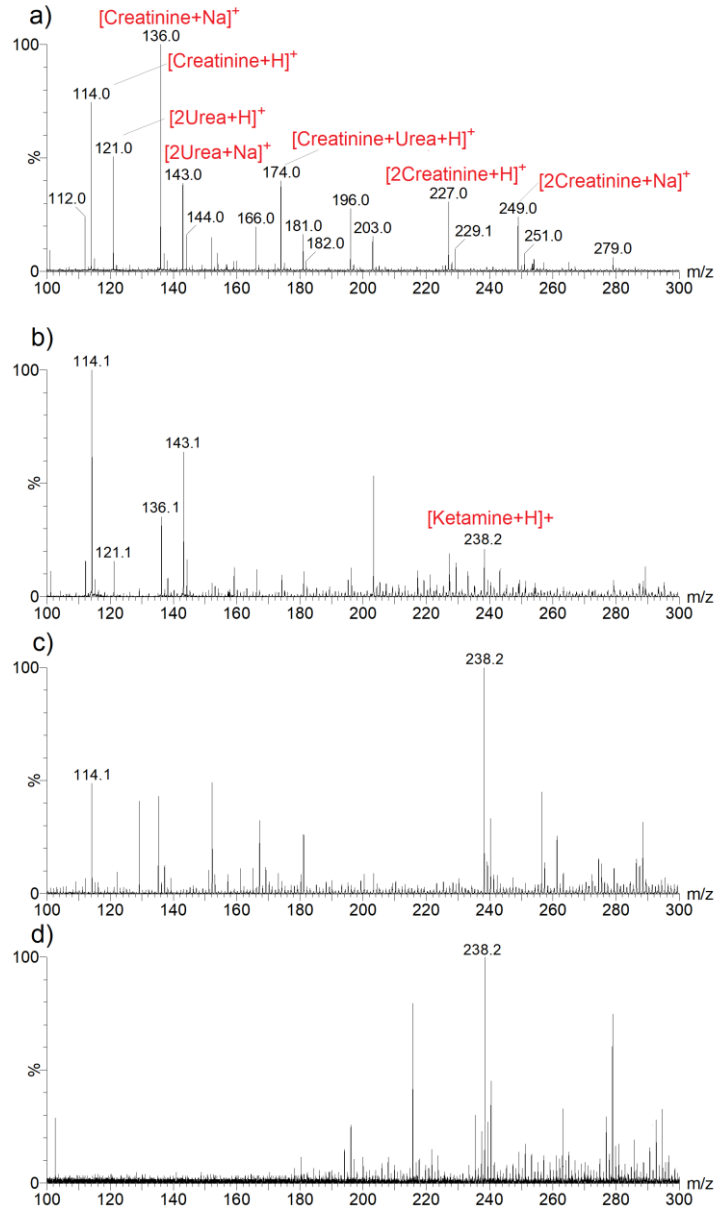 a)
[Creatinine+Na]⁺
136.0
100
[Creatinine+H]⁺
114.0
[2Urea+H]⁺
121.0
[2Urea+Na]⁺
[Creatinine+Urea+H]⁺
%
143.0
174.0
[2Creatinine+H]⁺
[2Creatinine+Na]⁺
112.0
144.0
166.0
181.0
182.0
196.0
203.0
227.0
229.1
249.0
251.0
279.0
0
m/z
100 120 140 160 180 200 220 240 260 280 300
b)
114.1
100
143.1
%
136.1
[Ketamine+H]+
121.1
238.2
0
m/z
100 120 140 160 180 200 220 240 260 280 300
c)
238.2
100
%
114.1
0
m/z
100 120 140 160 180 200 220 240 260 280 300
d)
238.2
100
%
0
m/z
100 120 140 160 180 200 220 240 260 280 300